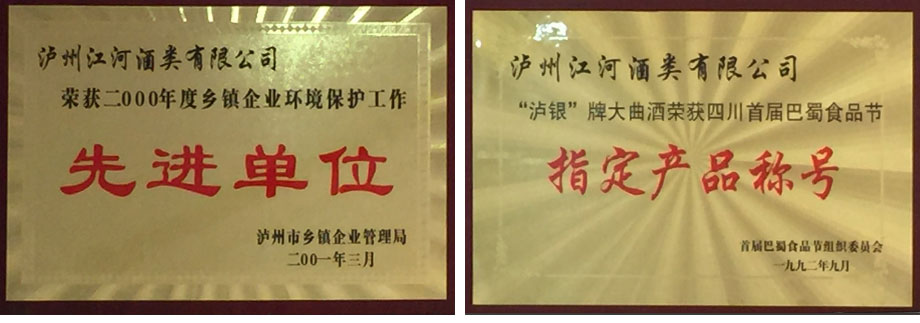 泸州江河酒类有限公司
荣获二000年度乡镇企业环境保护工作
先进单位
泸州市乡镇企业管理局
二00一年三月
泸州江河酒类有限公司
“泸银”牌大曲酒荣获四川首届巴蜀食品节
指定产品称号
首届巴蜀食品节组织委员会
一九九二年九月